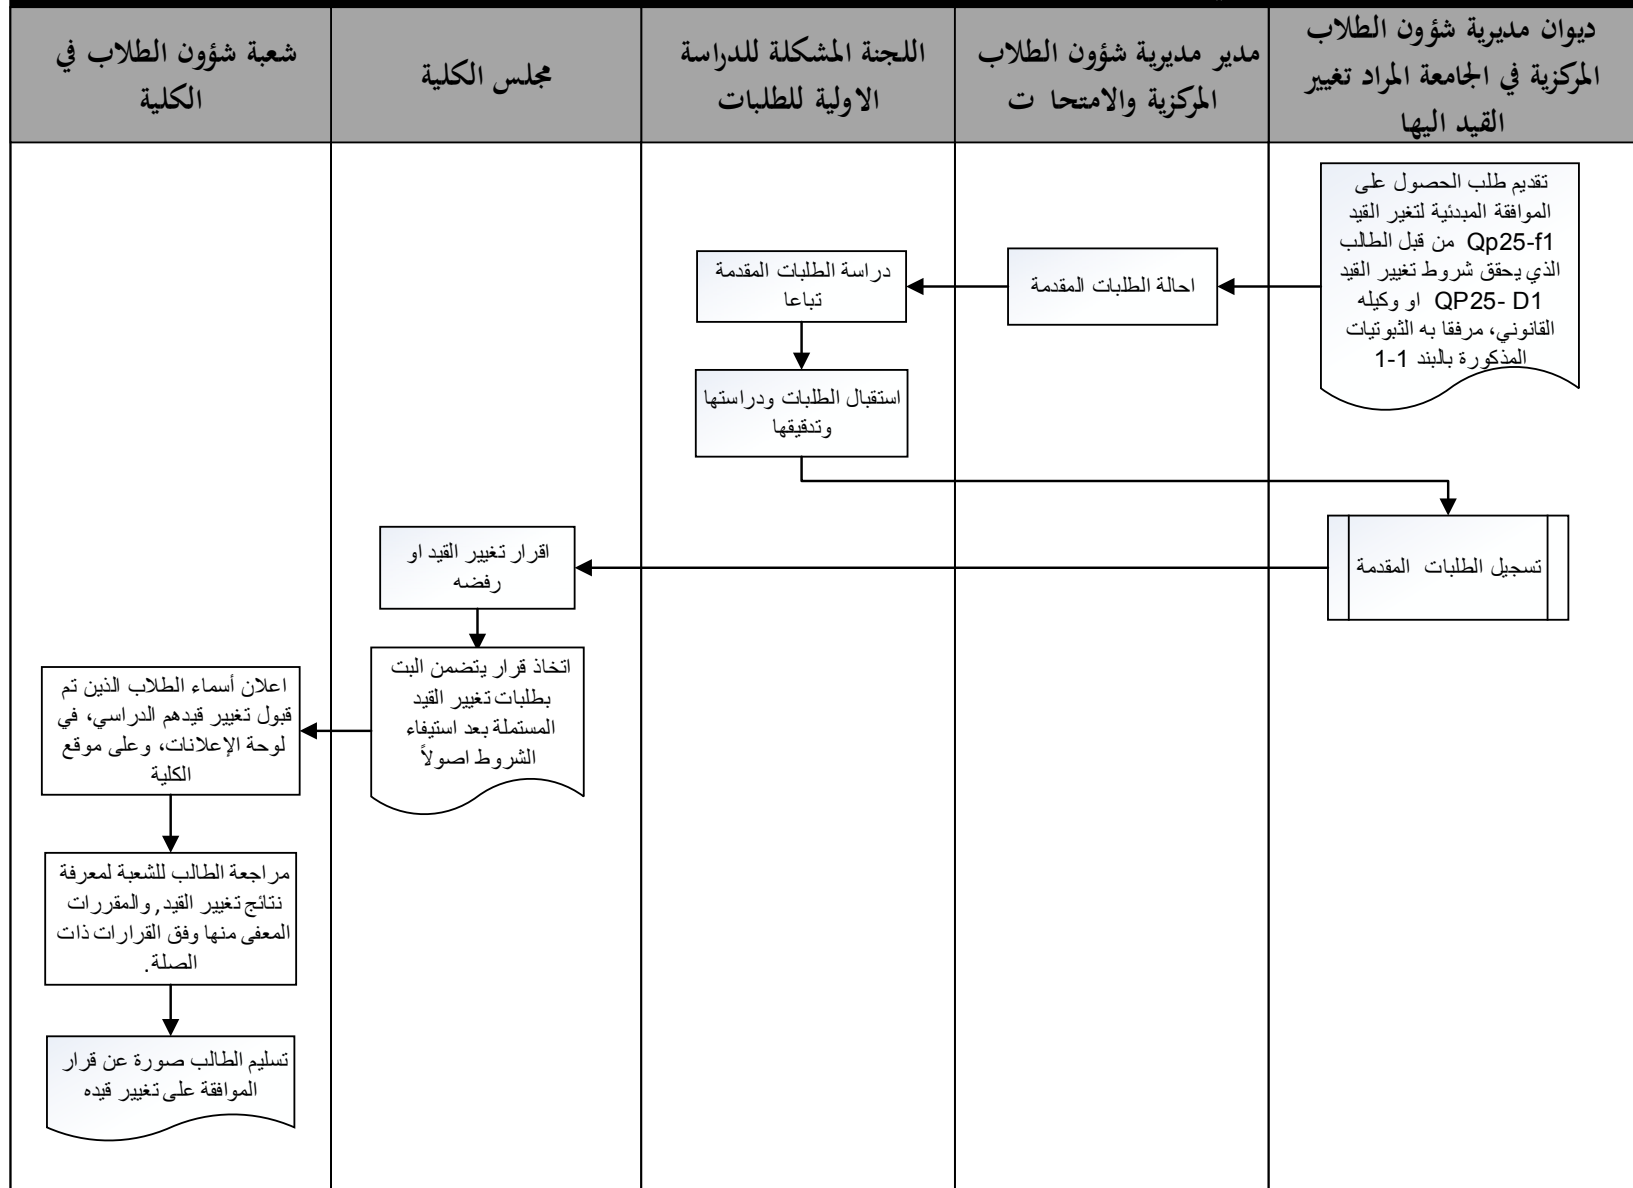 ديوان مديرية شؤون الطلاب
المركزية في الجامعة المراد تغيير
القيد اليها
مدير مديرية شؤون الطلاب
المركزية والامتحا ت
اللجنة المشكلة للدراسة
الاولية للطلبات
مجلس الكلية
شعبة شؤون الطلاب في
الكلية
تقديم طلب الحصول على
الموافقة المبدئية لتغير القيد
Qp25-f1 من قبل الطالب
الذي يحقق شروط تغيير القيد
QP25- D1 او وكيله
القانوني، مرفقا به الثبوتيات
المذكورة بالبند 1-1
احالة الطلبات المقدمة
دراسة الطلبات المقدمة
تباعا
استقبال الطلبات ودراستها
وتدقيقها
تسجيل الطلبات المقدمة
اقرار تغيير القيد او
رفضه
اتخاذ قرار يتضمن البت
بطلبات تغيير القيد
المستملة بعد استيفاء
الشروط اصولاً
اعلان أسماء الطلاب الذين تم
قبول تغيير قيدهم الدراسي، في
لوحة الإعلانات، وعلى موقع
الكلية
مراجعة الطالب للشعبة لمعرفة
نتائج تغيير القيد, والمقررات
المعفى منها وفق القرارات ذات
الصلة.
تسليم الطالب صورة عن قرار
الموافقة على تغيير قيده